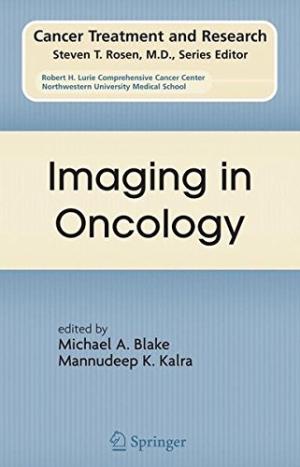 Cancer Treatment and Research
Steven T. Rosen, M.D., Series Editor
Robert H. Lurie Comprehensive Cancer Center
Northwestern University Medical School
Imaging in
Oncology
edited by
Michael A. Blake
Mannudeep K. Kalra
Springer